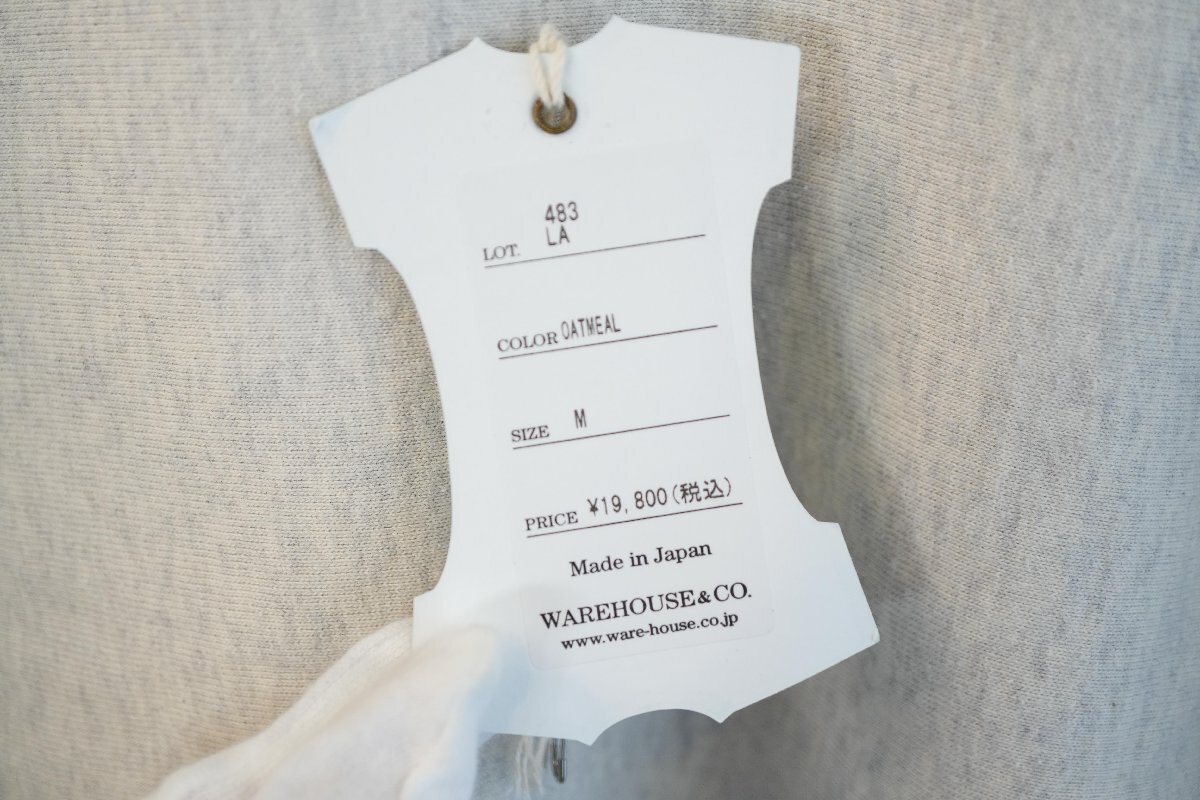 483
LOT. LA
COLOR OATMEAL
SIZE M
PRICE ¥19,800(税込)
Made in Japan
WAREHOUSE&CO.
www.ware-house.co.jp